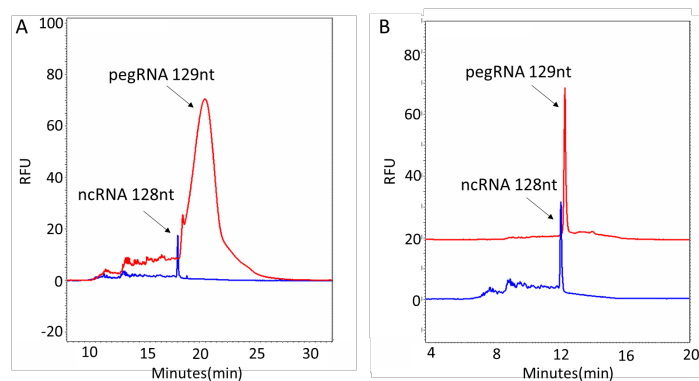 A
100
80
60
40
20
0
-20
RFU
pegRNA 129nt
ncRNA 128nt
10 15 20 25 30
Minutes(min)
B
80
60
40
20
0
RFU
pegRNA 129nt
ncRNA 128nt
4 8 12 16 20
Minutes(min)